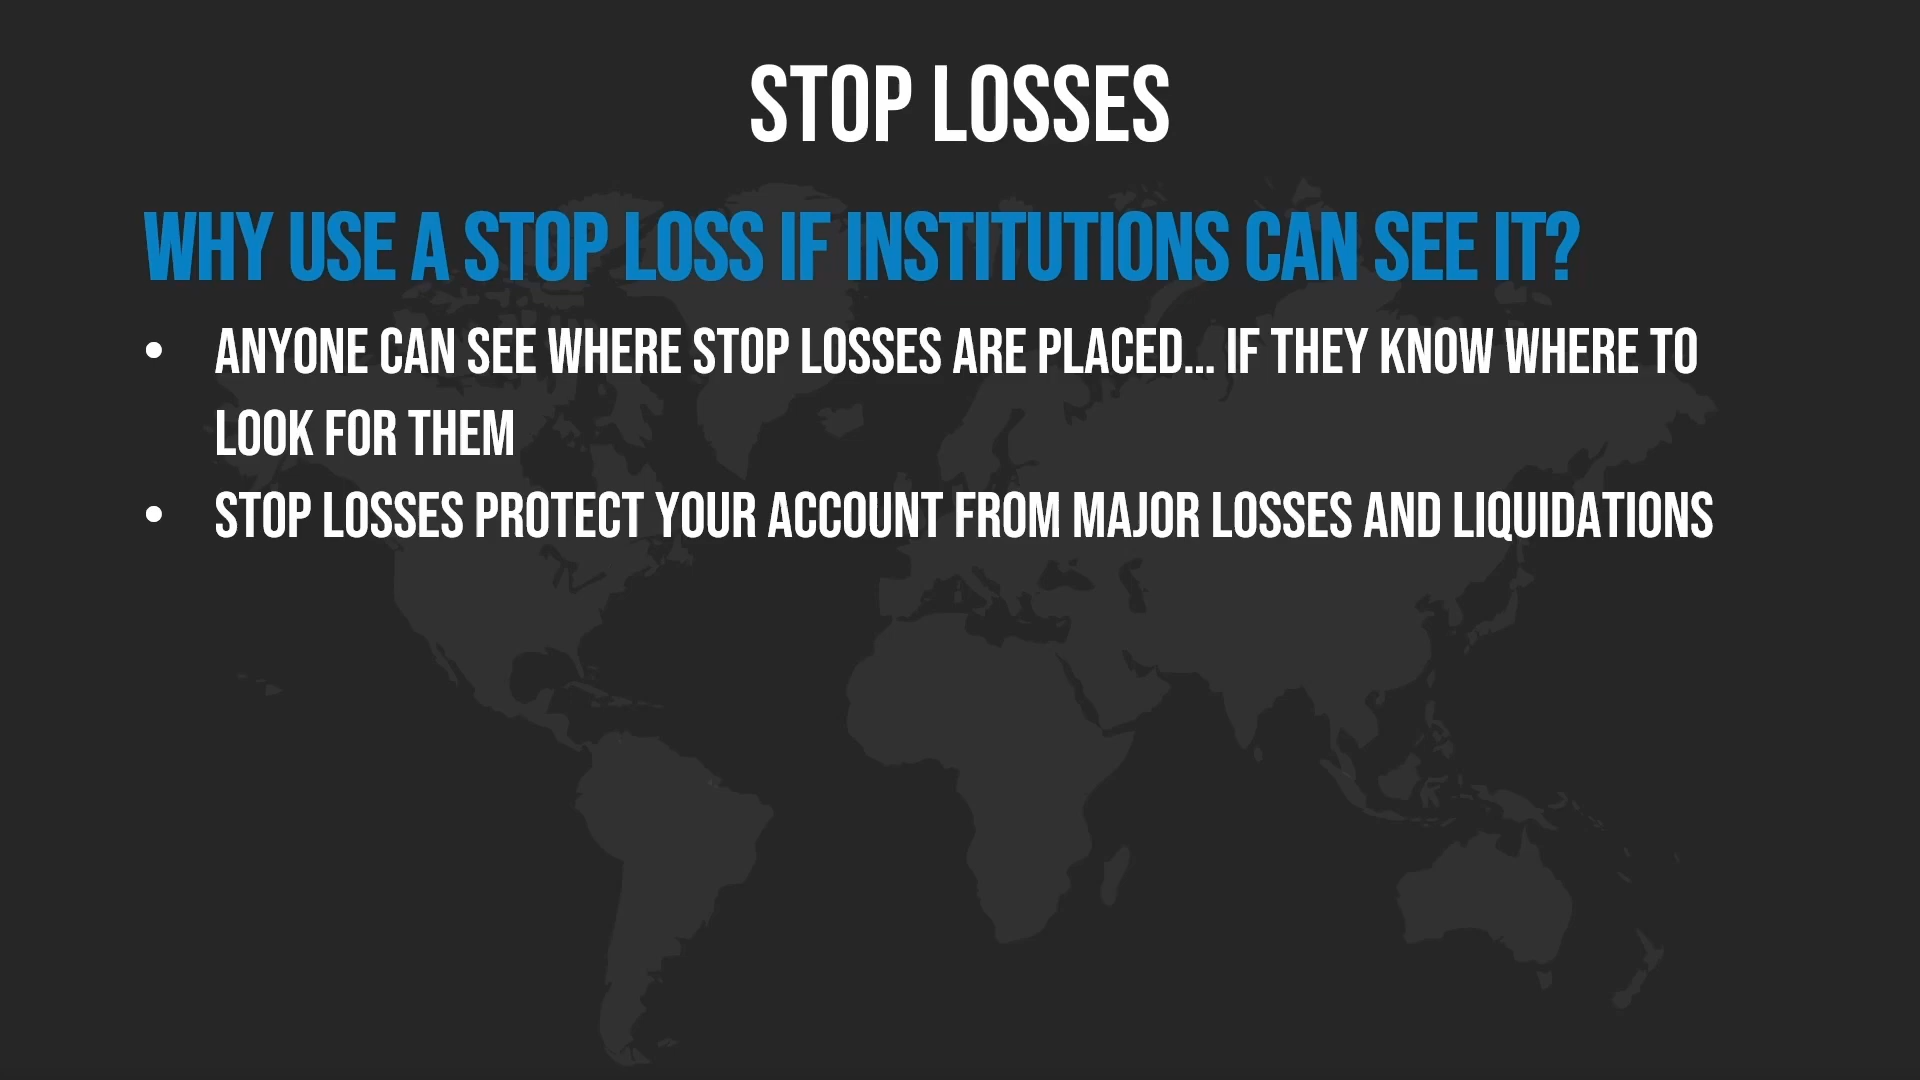 STOP LOSSES
WHY USE A STOP LOSS IF INSTITUTIONS CAN SEE IT?
• ANYONE CAN SEE WHERE STOP LOSSES ARE PLACED... IF THEY KNOW WHERE TO
LOOK FOR THEM
• STOP LOSSES PROTECT YOUR ACCOUNT FROM MAJOR LOSSES AND LIQUIDATIONS